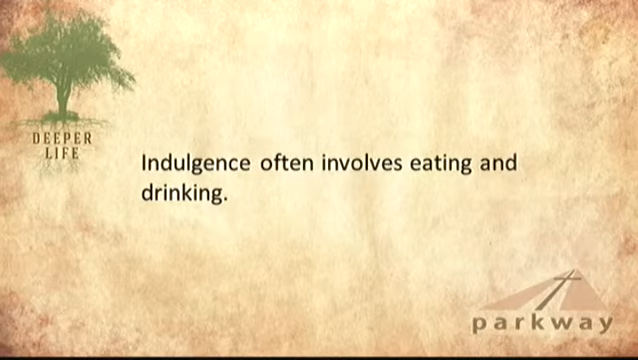 DEEPER
LIFE
Indulgence often involves eating and
drinking.
parkway